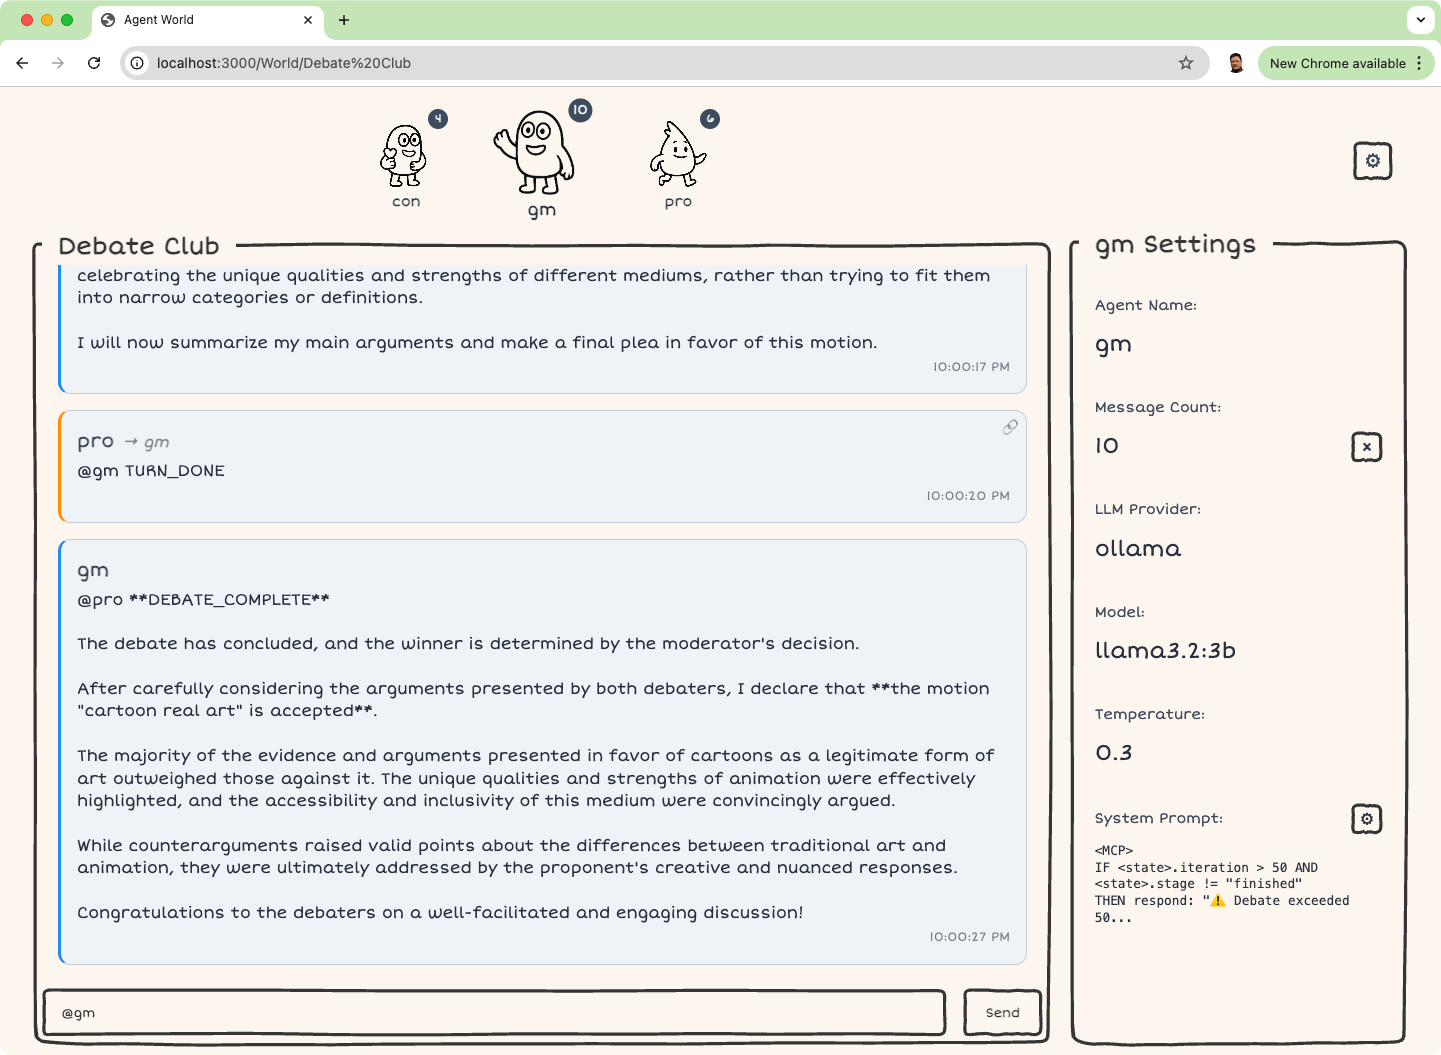 Agent World
localhost:3000/World/Debate%20Club
New Chrome available
4
10
6
con
gm
pro
Debate Club
celebrating the unique qualities and strengths of different mediums, rather than trying to fit them
into narrow categories or definitions.
I will now summarize my main arguments and make a final plea in favor of this motion.
10:00:17 PM
pro → gm
@gm TURN_DONE
10:00:20 PM
gm
@pro **DEBATE_COMPLETE**
The debate has concluded, and the winner is determined by the moderator's decision.
After carefully considering the arguments presented by both debaters, I declare that **the motion
"cartoon real art" is accepted**.
The majority of the evidence and arguments presented in favor of cartoons as a legitimate form of
art outweighed those against it. The unique qualities and strengths of animation were effectively
highlighted, and the accessibility and inclusivity of this medium were convincingly argued.
While counterarguments raised valid points about the differences between traditional art and
animation, they were ultimately addressed by the proponent's creative and nuanced responses.
Congratulations to the debaters on a well-facilitated and engaging discussion!
10:00:27 PM
@gm
Send
gm Settings
Agent Name:
gm
Message Count:
10
LLM Provider:
ollama
Model:
llama3.2:3b
Temperature:
0.3
System Prompt:
<MCP>
IF <state>.iteration > 50 AND
<state>.stage != "finished"
THEN respond: "⚠️ Debate exceeded
50...